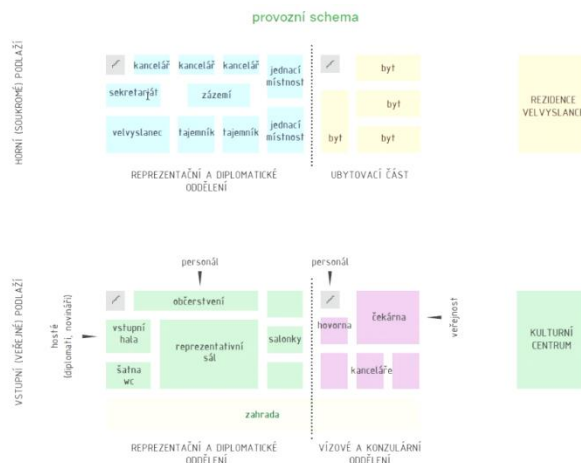 provozní schema
HORNÍ (SOUKROMÉ) PODLAŽÍ
kancelář kancelář kancelář
jednací
místnost
sekretariát
zázemí
velvyslanec
tajemník
tajemník
jednací
místnost
REPREZENTAČNÍ A DIPLOMATICKÉ
ODDĚLENÍ
byt
byt
byt
byt
UBYTOVACÍ ČÁST
REZIDENCE
VELVYSLANCE
VSTUPNÍ (VEŘEJNÉ) PODLAŽÍ
hosté
(diplomati, novináři)
personál
občerstvení
vstupní
hala
reprezentativní
sál
salonky
šatna
wc
personál
hovorna
čekárna
veřejnost
kanceláře
zahrada
REPREZENTAČNÍ A DIPLOMATICKÉ
ODDĚLENÍ
VÍZOVÉ A KONZULÁRNÍ
ODDĚLENÍ
KULTURNÍ
CENTRUM